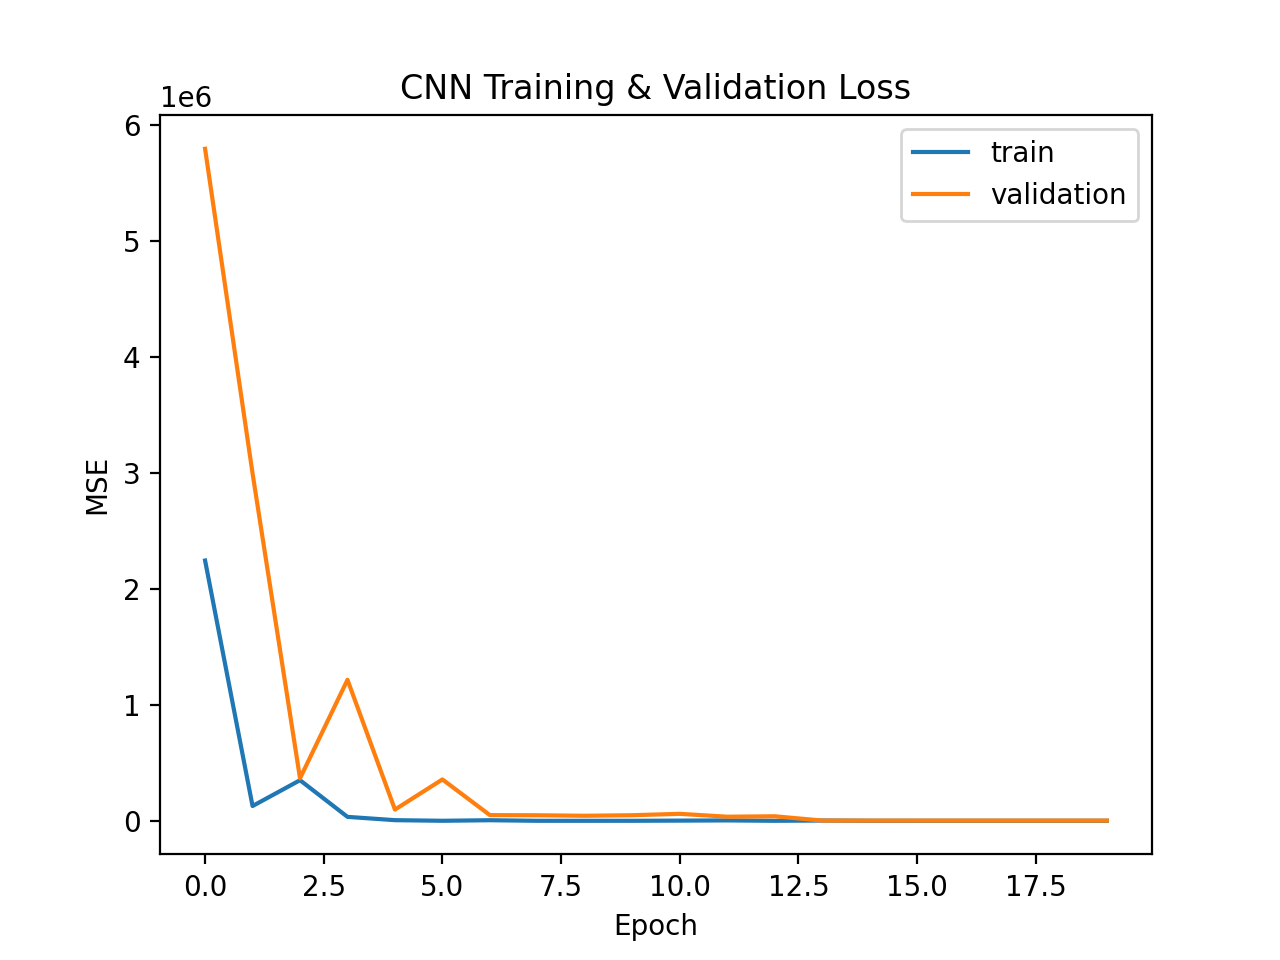 CNN Training & Validation Loss
1e6
train
validation
6
5
4
3
2
1
0
MSE
0.0 2.5 5.0 7.5 10.0 12.5 15.0 17.5
Epoch